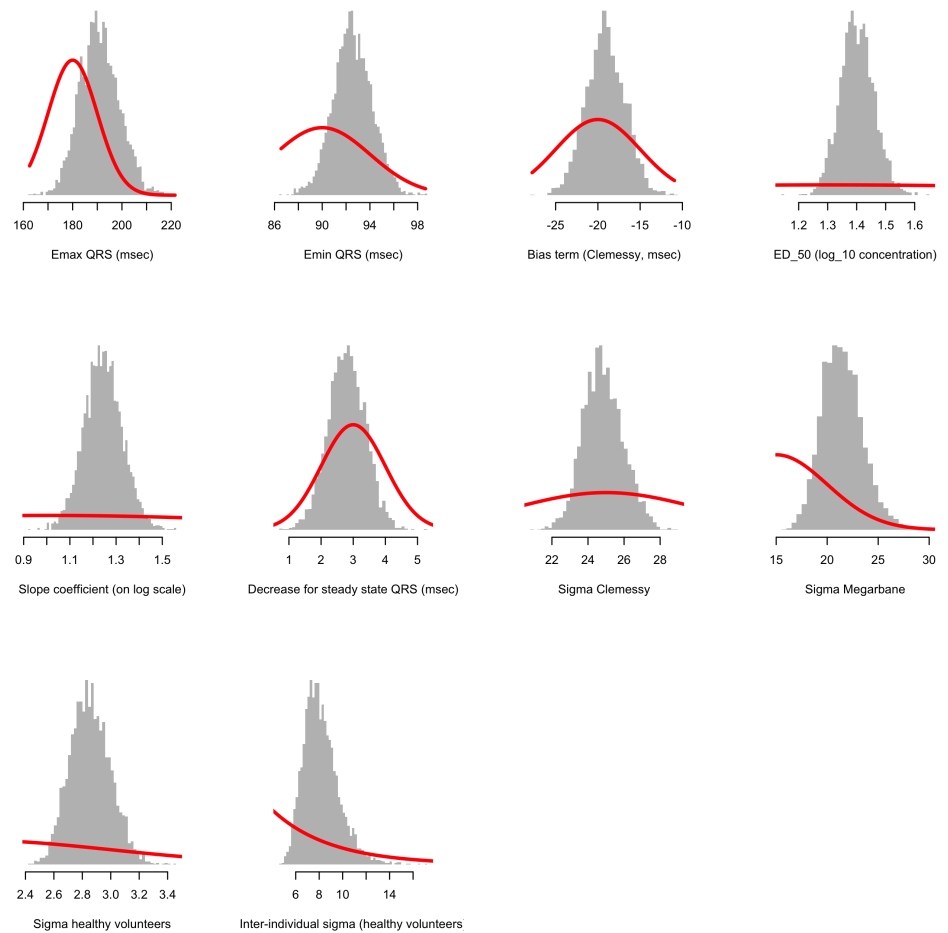 160 180 200 220
Emax QRS (msec)
86 90 94 98
Emin QRS (msec)
-25 -20 -15 -10
Bias term (Clemessy, msec)
1.2 1.3 1.4 1.5 1.6
ED_50 (log_10 concentration)
0.9 1.1 1.3 1.5
Slope coefficient (on log scale)
1 2 3 4 5
Decrease for steady state QRS (msec)
22 24 26 28
Sigma Clemessy
15 20 25 30
Sigma Megarbane
2.4 2.6 2.8 3.0 3.2 3.4
Sigma healthy volunteers
6 8 10 14
Inter-individual sigma (healthy volunteers)